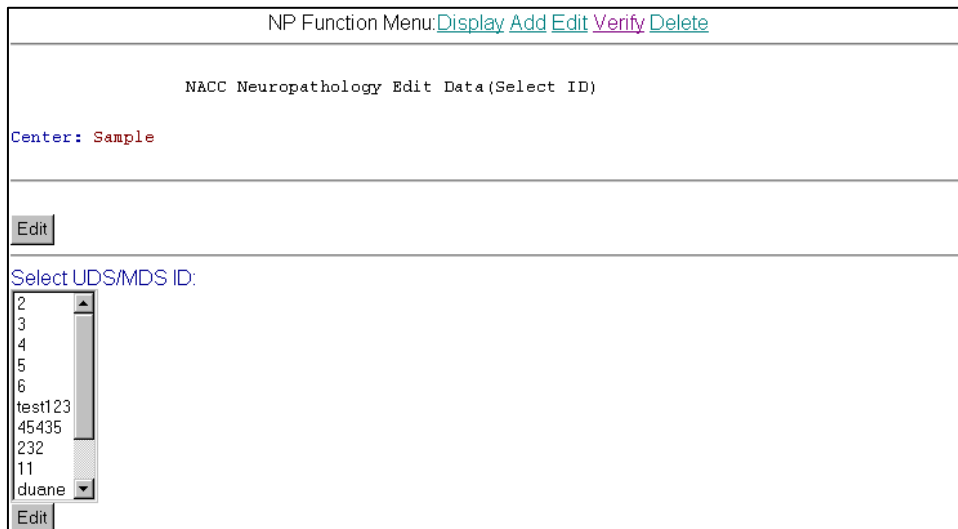 NP Function Menu:Display Add Edit Verify Delete
NACC Neuropathology Edit Data(Select ID)
Center: Sample
Edit
Select UDS/MDS ID:
2
3
4
5
6
test123
45435
232
11
duane
Edit